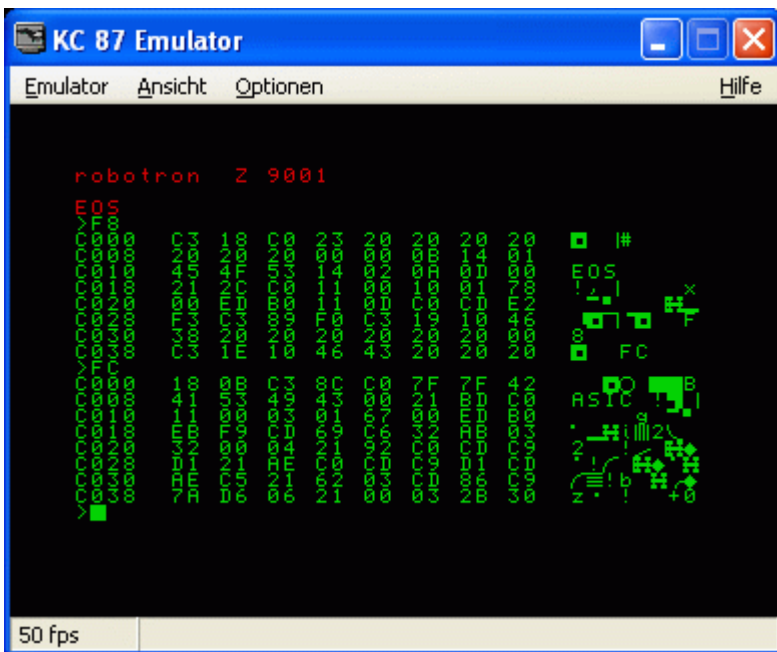 KC 87 Emulator
Emulator Ansicht Optionen Hilfe
robotron Z 9001
EOS
>F8
C000 C3 18 C0 23 20 20 20 20 |#
C008 20 20 20 00 00 0B 14 01
C010 45 4F 53 14 02 0A 0D 00 EOS
C018 21 2C C0 11 00 10 01 78 !, | x
C020 00 ED B0 11 0D C0 CD E2
C028 F3 C3 89 F0 C3 19 10 46 F
C030 38 20 20 20 20 20 20 00 8
C038 C3 1E 10 46 43 20 20 20 FC
>FC
C000 18 0B C3 8C C0 7F 7F 42 B
C008 41 53 49 43 00 21 BD C0 ASIC !
C010 11 00 03 01 67 00 ED B0 g
C018 EB F9 CD 69 C6 32 AB 03 i 2
C020 32 00 04 21 92 C0 CD C9 2 !
C028 D1 21 AE C0 CD C9 D1 CD !
C030 AE C5 21 62 03 CD 86 C9 !b
C038 7A D6 06 21 00 03 2B 30 z ! +0
>
50 fps